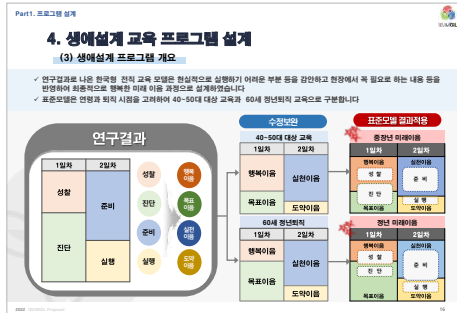 Part1. 프로그램 설계
4. 생애설계 교육 프로그램 설계
(3) 생애설계 프로그램 개요
✓ 연구결과로 나온 한국형 전직 교육 모델은 현실적으로 실행하기 어려운 부분 등을 감안하고 현장에서 꼭 필요로 하는 내용 등을
반영하여 최종적으로 행복한 미래 이음 과정으로 설계하였습니다
✓ 표준모델은 연령과 퇴직 시점을 고려하여 40~50대 대상 교육과 60세 정년퇴직 교육으로 구분합니다
연구결과
1일차 2일차
성찰
준비
진단
실행
성찰
진단
준비
실행
행복
이음
목표
이음
실천
이음
도약
이음
수정보완
40~50대 대상 교육
1일차 2일차
행복이음
실천이음
목표이음
도약이음
60세 정년퇴직 교육
1일차 2일차
행복이음
실천이음
목표이음
도약이음
표준모델 결과적용
중장년 미래이음
1일차 2일차
행복이음 실천이음
성 찰
준 비
진 단
실 행
목표이음 도약이음
정년 미래이음
1일차 2일차
행복이음 실천이음
성 찰
준 비
진 단
실 행
목표이음 도약이음
2022
16